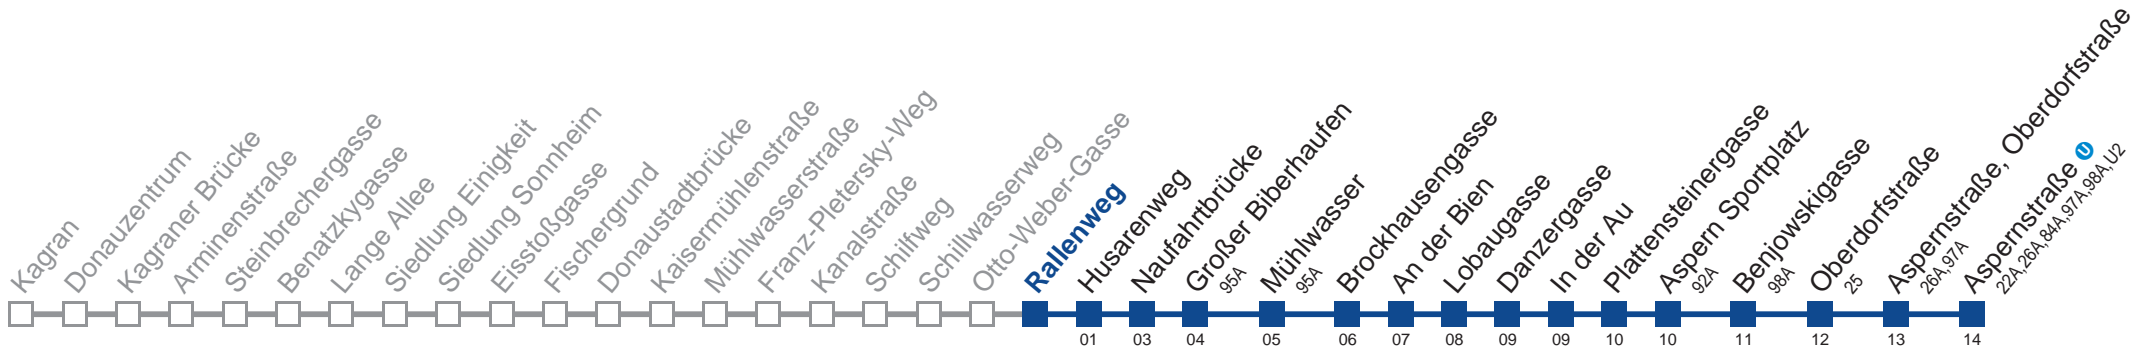 Kagran
Donauzentrum
Kagraner Brücke
Arminenstraße
Steinbrechergasse
Benatzkygasse
Lange Allee
Siedlung Einigkeit
Siedlung Sonnheim
Eisstoßgasse
Fischergrund
Donaustadtbrücke
Kaisermühlenstraße
Mühlwasserstraße
Franz-Pletersky-Weg
Kanalstraße
Schilfweg
Schillwasserweg
Otto-Weber-Gasse
Rallenweg
Husarenweg
01
Naufahrtbrücke
03
Großer Biberhaufen
95A
04
Mühlwasser
95A
05
Brockhausengasse
06
An der Bien
07
Lobaugasse
08
Danzergasse
09
In der Au
09
Plattensteinergasse
10
Aspern Sportplatz
92A
10
Benjowskigasse
98A
11
Oberdorfstraße
25
12
Aspernstraße, Oberdorfstraße
26A,97A
13
Aspernstraße U
22A,26A,84A,97A,98A,U2
14